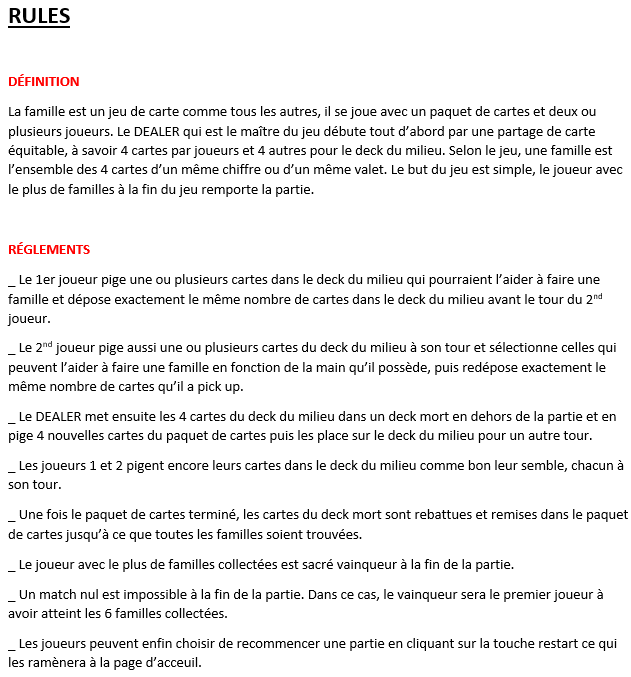 RULES
DÉFINITION
La famille est un jeu de carte comme tous les autres, il se joue avec un paquet de cartes et deux ou
plusieurs joueurs. Le DEALER qui est le maître du jeu débute tout d’abord par une partage de carte
équitable, à savoir 4 cartes par joueurs et 4 autres pour le deck du milieu. Selon le jeu, une famille est
l’ensemble des 4 cartes d’un même chiffre ou d’un même valet. Le but du jeu est simple, le joueur avec
le plus de familles à la fin du jeu remporte la partie.
RÉGLEMENTS
_ Le 1er joueur pige une ou plusieurs cartes dans le deck du milieu qui pourraient l’aider à faire une
famille et dépose exactement le même nombre de cartes dans le deck du milieu avant le tour du 2nd
joueur.
_ Le 2nd joueur pige aussi une ou plusieurs cartes du deck du milieu à son tour et sélectionne celles qui
peuvent l’aider à faire une famille en fonction de la main qu’il possède, puis redépose exactement le
même nombre de cartes qu’il a pick up.
_ Le DEALER met ensuite les 4 cartes du deck du milieu dans un deck mort en dehors de la partie et en
pige 4 nouvelles cartes du paquet de cartes puis les place sur le deck du milieu pour un autre tour.
_ Les joueurs 1 et 2 pigent encore leurs cartes dans le deck du milieu comme bon leur semble, chacun à
son tour.
_ Une fois le paquet de cartes terminé, les cartes du deck mort sont rebattues et remises dans le paquet
de cartes jusqu’à ce que toutes les familles soient trouvées.
_ Le joueur avec le plus de familles collectées est sacré vainqueur à la fin de la partie.
_ Un match nul est impossible à la fin de la partie. Dans ce cas, le vainqueur sera le premier joueur à
avoir atteint les 6 familles collectées.
_ Les joueurs peuvent enfin choisir de recommencer une partie en cliquant sur la touche restart ce qui
les ramènera à la page d’acceuil.